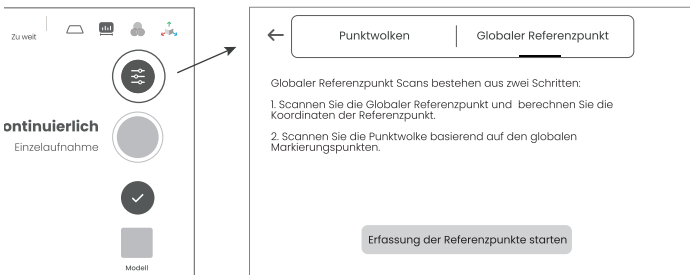 Zu weit
ontinuierlich
Einzelaufnahme
Modell
Punktwolken
Globaler Referenzpunkt
Globaler Referenzpunkt Scans bestehen aus zwei Schritten:
1. Scannen Sie die Globaler Referenzpunkt und berechnen Sie die
Koordinaten der Referenzpunkt.
2. Scannen Sie die Punktwolke basierend auf den globalen
Markierungspunkten.
Erfassung der Referenzpunkte starten